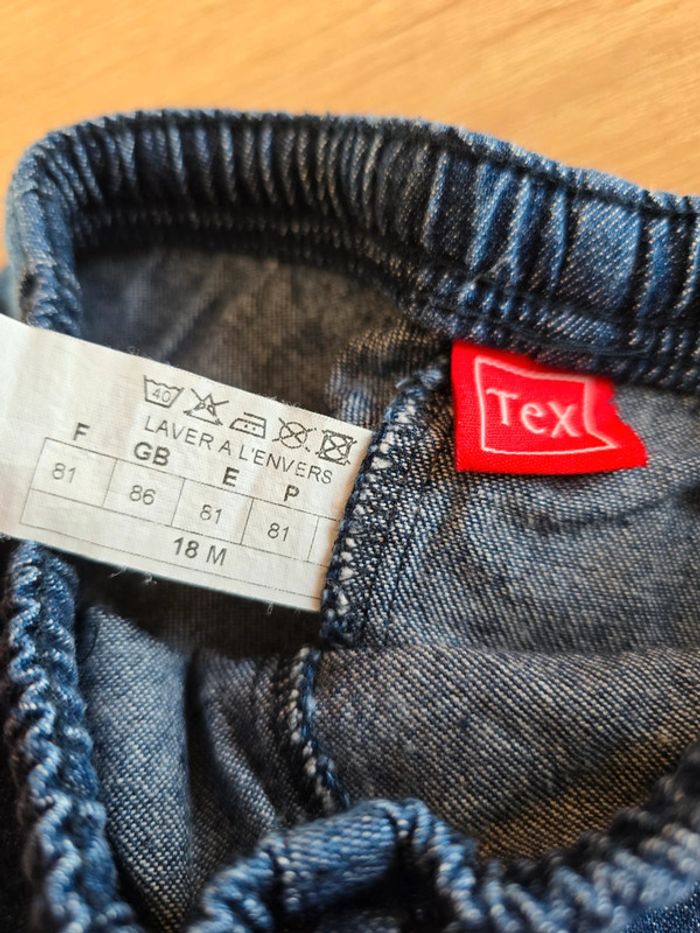 40
LAVER A L'ENVERS
F GB E P
81 86 81 81
18 M
Tex